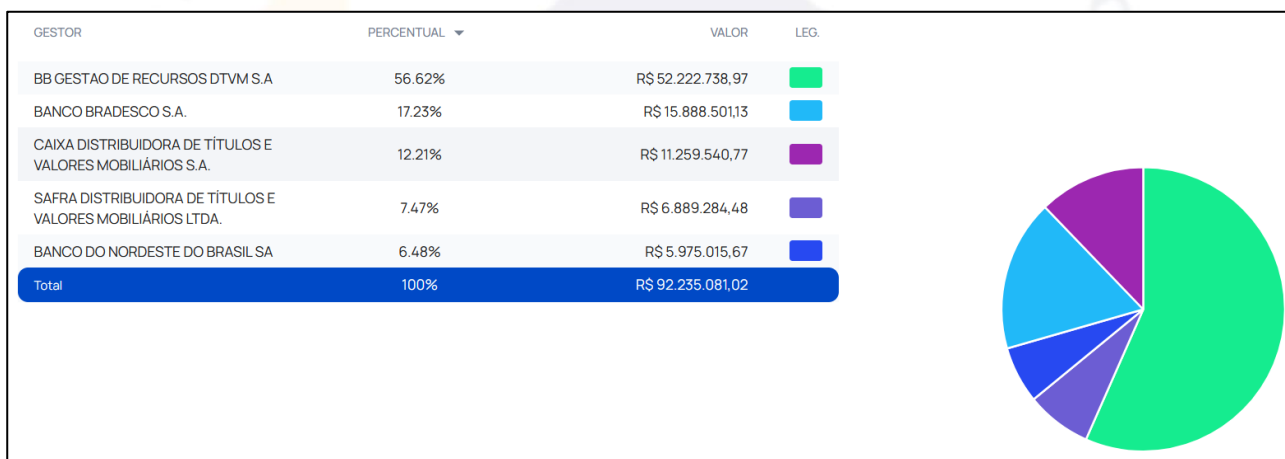 GESTOR PERCENTUAL VALOR LEG.
BB GESTAO DE RECURSOS DTVM S.A 56.62% R$ 52.222.738,97
BANCO BRADESCO S.A. 17.23% R$ 15.888.501,13
CAIXA DISTRIBUIDORA DE TÍTULOS E
VALORES MOBILIÁRIOS S.A. 12.21% R$ 11.259.540,77
SAFRA DISTRIBUIDORA DE TÍTULOS E
VALORES MOBILIÁRIOS LTDA. 7.47% R$ 6.889.284,48
BANCO DO NORDESTE DO BRASIL SA 6.48% R$ 5.975.015,67
Total 100% R$ 92.235.081,02